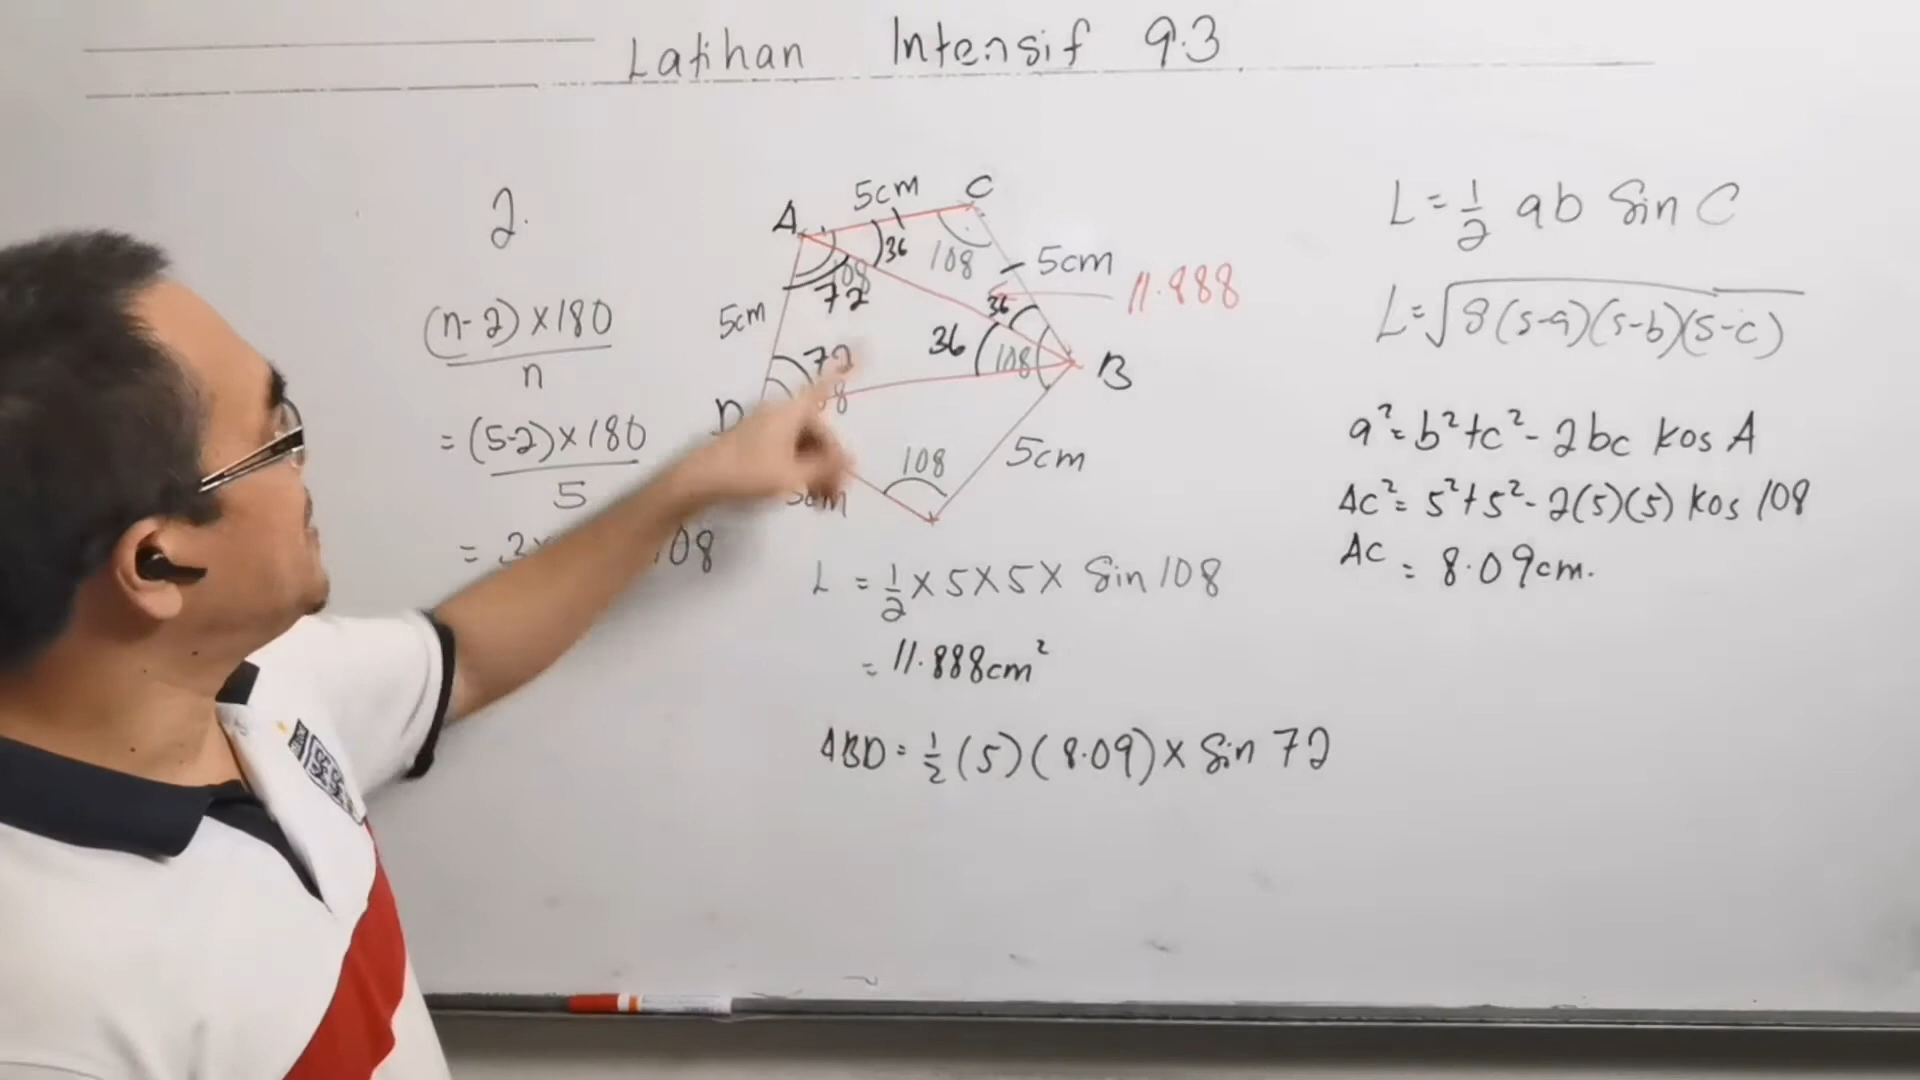 Latihan Intensif 9.3
2.
(n-2)×180
n
=(5-2)×180
5
= 3× 108
A
5cm
C
36
108
108
72
5cm
5cm
11.888
36
36
108
B
72
D
5cm
108
5cm
L = 1/2 × 5×5× Sin 108
= 11.888cm²
ABD = 1/2 (5)(8.09)× Sin 72
L = 1/2 ab Sin C
L=√8(s-a)(s-b)(s-c)
a²=b²+c²-2bc kos A
AC²= 5²+5²-2(5)(5) kos 108
AC = 8.09cm.